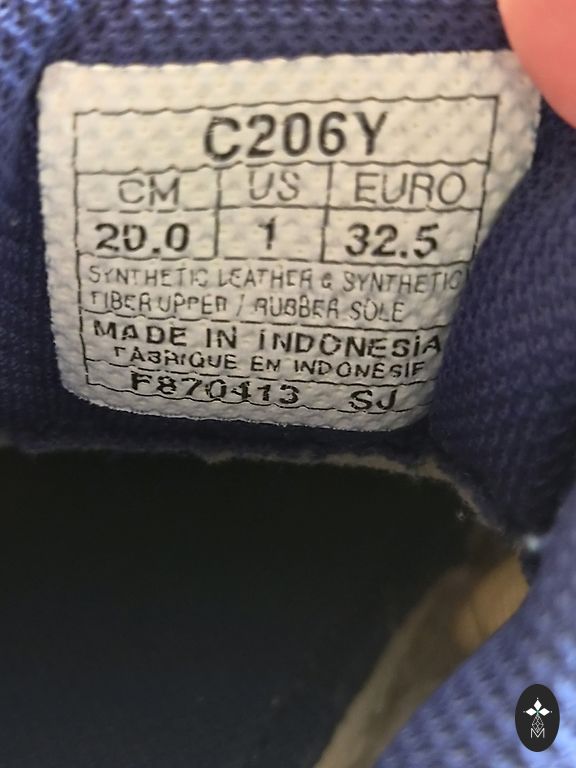 C206Y
CM US EURO
20.0 1 32.5
SYNTHETIC LEATHER & SYNTHETIC
FIBER UPPER / RUBBER SOLE
MADE IN INDONESIA
FABRIQUE EN INDONESIE
F870413 SJ
M